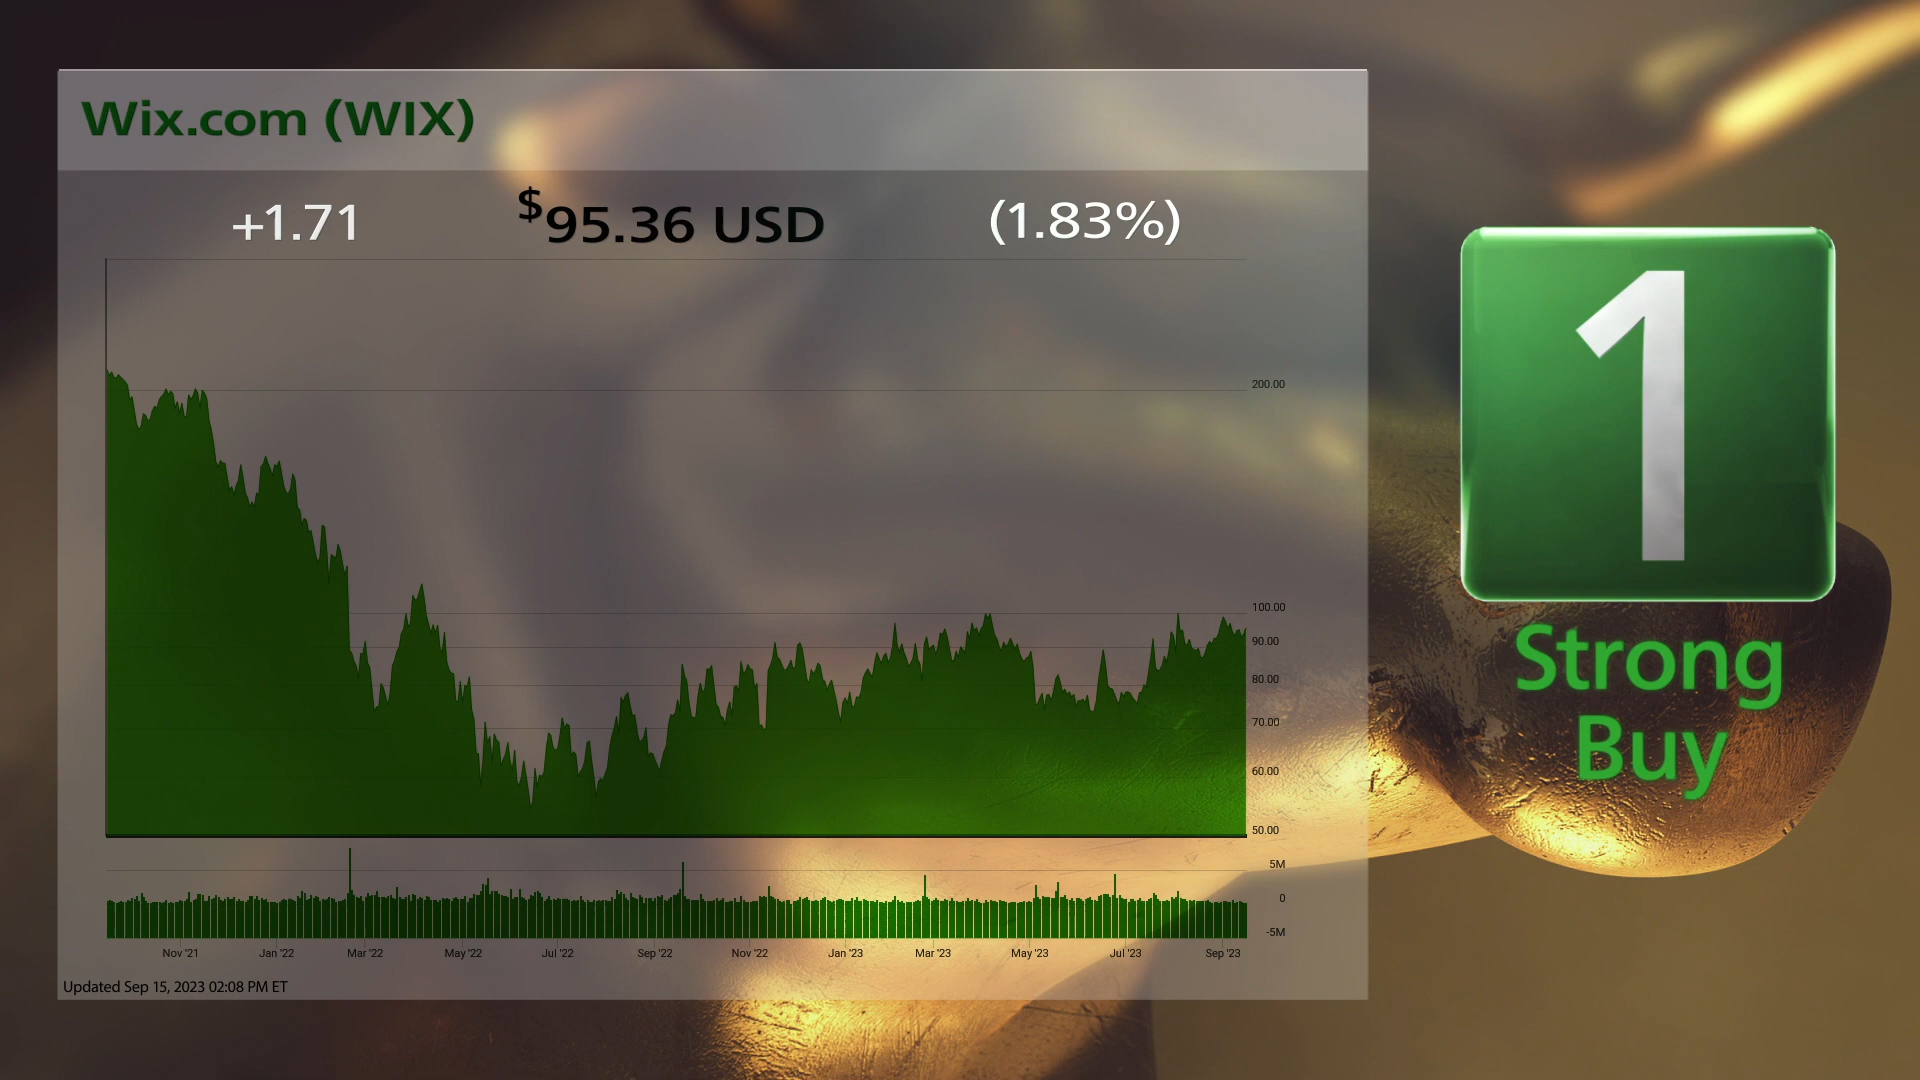 Wix.com (WIX)
+1.71 $95.36 USD (1.83%)
200.00
100.00
90.00
80.00
70.00
60.00
50.00
5M
0
-5M
Nov '21 Jan '22 Mar '22 May '22 Jul '22 Sep '22 Nov '22 Jan '23 Mar '23 May '23 Jul '23 Sep '23
Updated Sep 15, 2023 02:08 PM ET
1
Strong
Buy